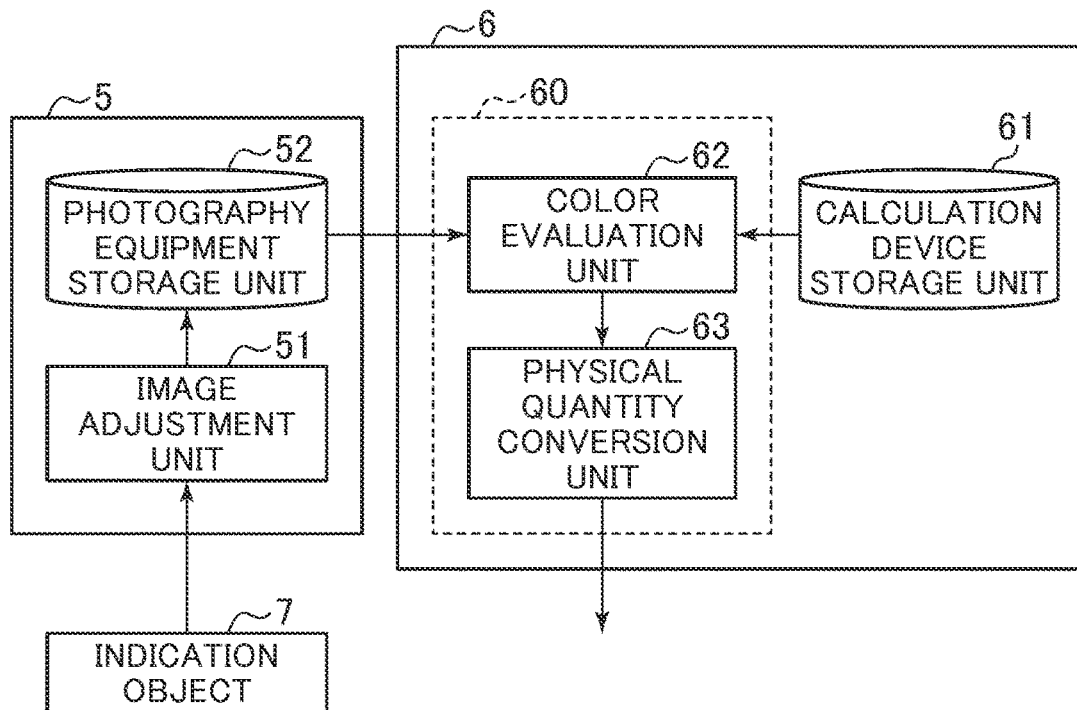 6
5
60
52
PHOTOGRAPHY
EQUIPMENT
STORAGE UNIT
62
COLOR
EVALUATION
UNIT
61
CALCULATION
DEVICE
STORAGE UNIT
51
IMAGE
ADJUSTMENT
UNIT
63
PHYSICAL
QUANTITY
CONVERSION
UNIT
7
INDICATION
OBJECT